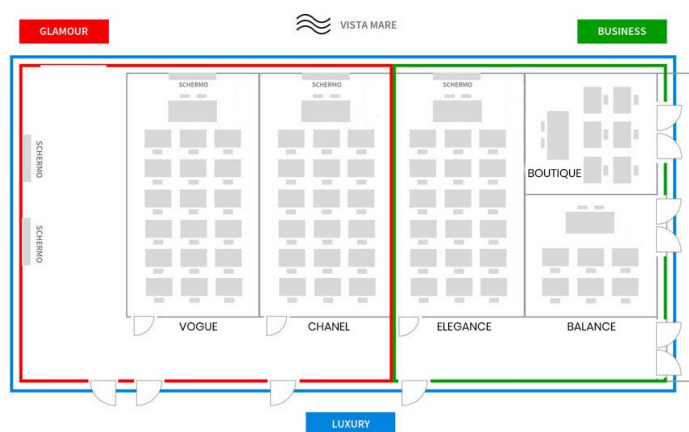 GLAMOUR
VISTA MARE
BUSINESS
SCHERMO
SCHERMO
SCHERMO
SCHERMO
SCHERMO
BOUTIQUE
VOGUE
CHANEL
ELEGANCE
BALANCE
LUXURY